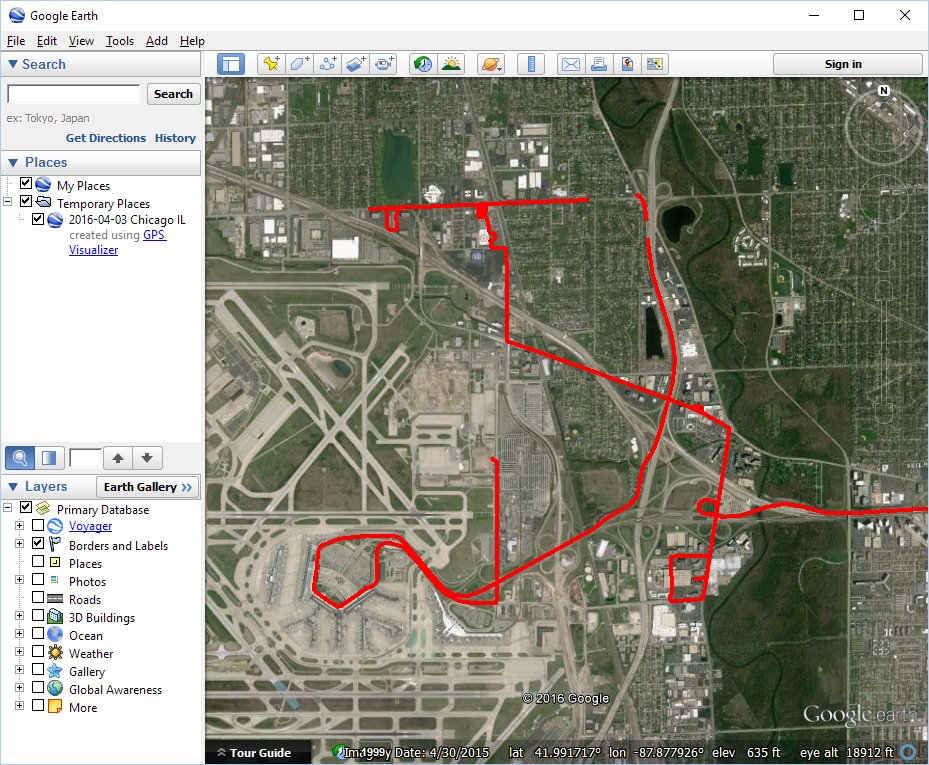 Google Earth
File Edit View Tools Add Help
Search
Search
ex: Tokyo, Japan
Get Directions History
Places
My Places
Temporary Places
2016-04-03 Chicago IL
created using GPS
Visualizer
Layers
Earth Gallery >>
Primary Database
Voyager
Borders and Labels
Places
Photos
Roads
3D Buildings
Ocean
Weather
Gallery
Global Awareness
More
Sign in
N
© 2016 Google
Google earth
Tour Guide
1999
Imagery Date: 4/30/2015 lat 41.991717° lon -87.877926° elev 635 ft eye alt 18912 ft